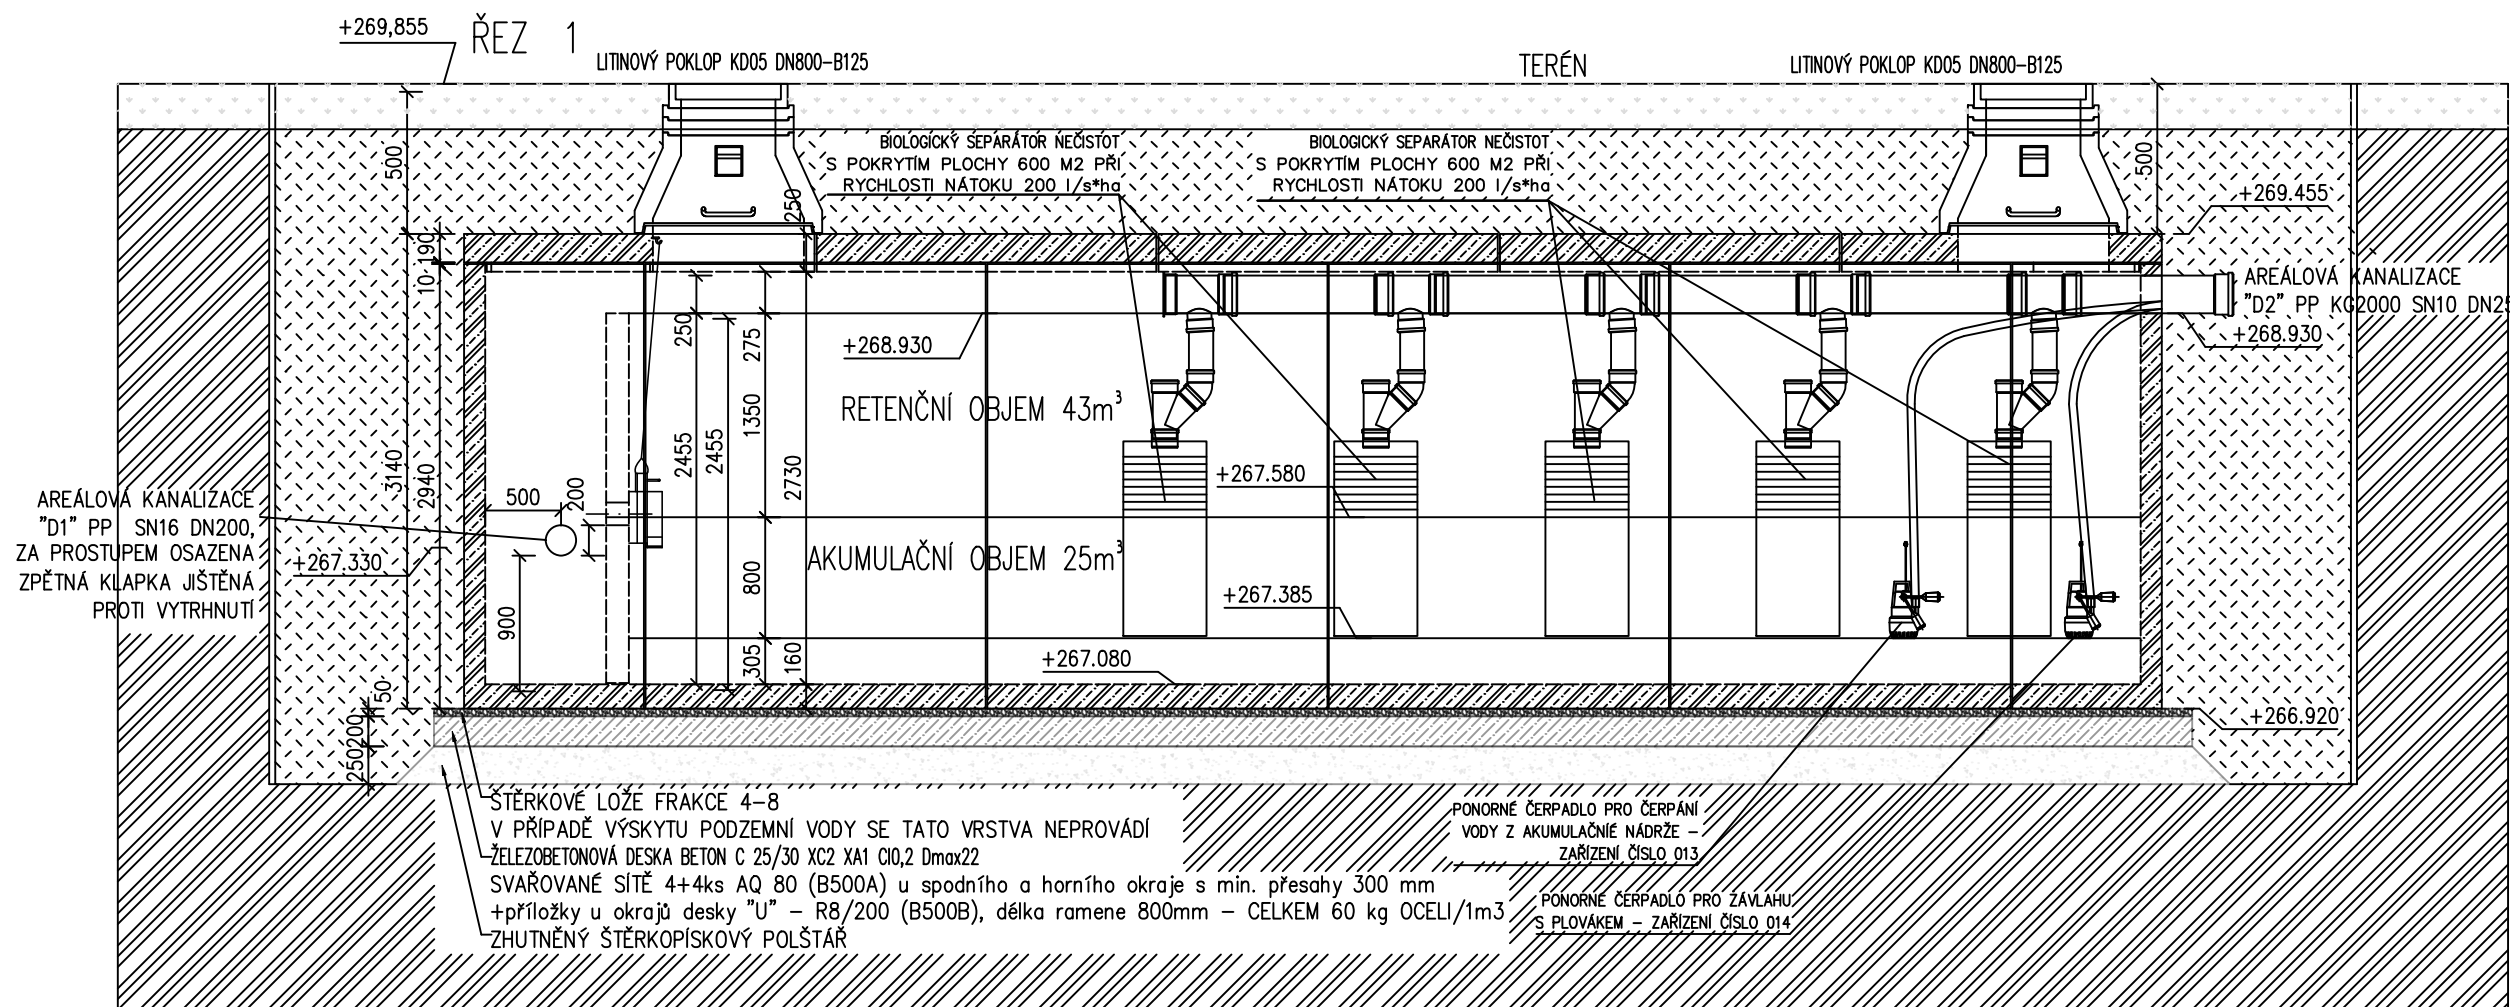 +269,855
ŘEZ 1
LITINOVÝ POKLOP KD05 DN800-B125
TERÉN
LITINOVÝ POKLOP KD05 DN800-B125
BIOLOGICKÝ SEPARÁTOR NEČISTOT
S POKRYTÍM PLOCHY 600 M2 PŘI
RYCHLOSTI NÁTOKU 200 l/s*ha
BIOLOGICKÝ SEPARÁTOR NEČISTOT
S POKRYTÍM PLOCHY 600 M2 PŘI
RYCHLOSTI NÁTOKU 200 l/s*ha
500
250
500
+269.455
190
10
AREÁLOVÁ KANALIZACE
"D2" PP KG2000 SN10 DN25
+268.930
250
275
+268.930
RETENČNÍ OBJEM 43m³
1350
2455
2455
2730
3140
2940
+267.580
AREÁLOVÁ KANALIZACE
"D1" PP SN16 DN200,
ZA PROSTUPEM OSAZENA
ZPĚTNÁ KLAPKA JIŠTĚNÁ
PROTI VYTRHNUTÍ
500
200
+267.330
AKUMULAČNÍ OBJEM 25m³
800
+267.385
900
305
160
+267.080
50
200
250
+266.920
ŠTĚRKOVÉ LOŽE FRAKCE 4-8
V PŘÍPADĚ VÝSKYTU PODZEMNÍ VODY SE TATO VRSTVA NEPROVÁDÍ
ŽELEZOBETONOVÁ DESKA BETON C 25/30 XC2 XA1 Cl0,2 Dmax22
SVAŘOVANÉ SÍTĚ 4+4ks AQ 80 (B500A) u spodního a horního okraje s min. přesahy 300 mm
+příložky u okrajů desky "U" - R8/200 (B500B), délka ramene 800mm - CELKEM 60 kg OCELI/1m3
ZHUTNĚNÝ ŠTĚRKOPÍSKOVÝ POLŠTÁŘ
PONORNÉ ČERPADLO PRO ČERPÁNÍ
VODY Z AKUMULAČNÍÉ NÁDRŽE -
ZAŘÍZENÍ ČÍSLO 013
PONORNÉ ČERPADLO PRO ZÁVLAHU
S PLOVÁKEM - ZAŘÍZENÍ ČÍSLO 014